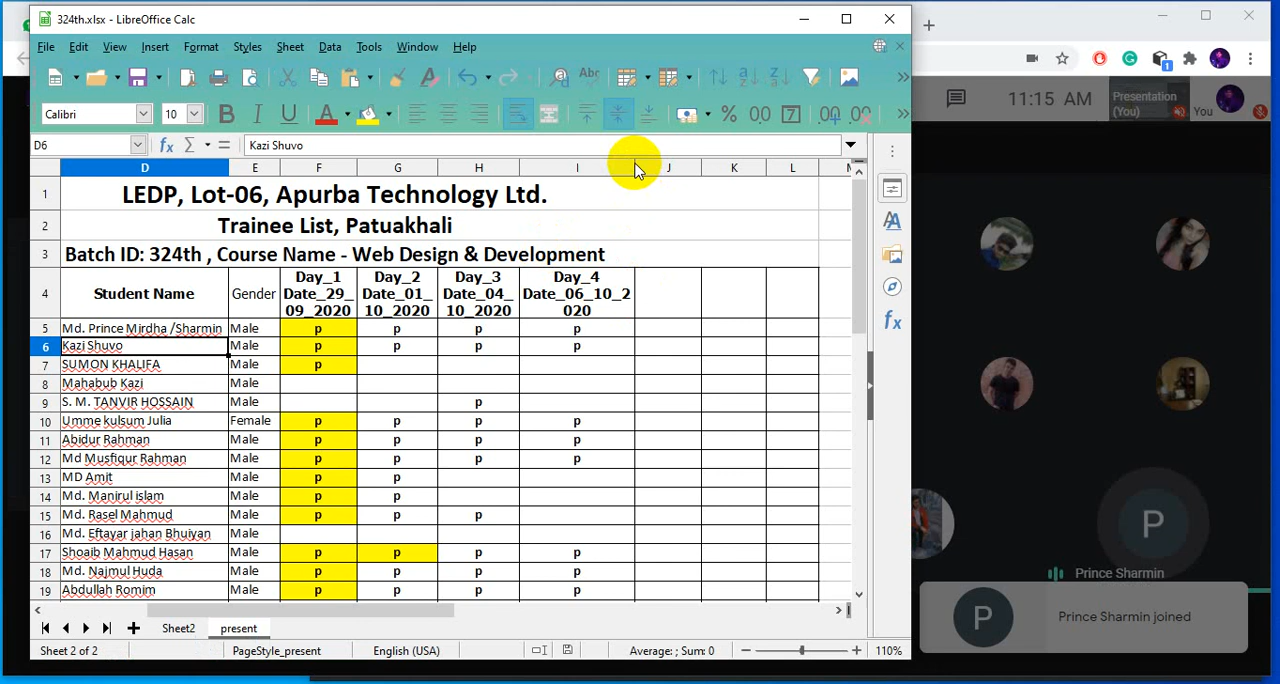 324th.xlsx - LibreOffice Calc
File Edit View Insert Format Styles Sheet Data Tools Window Help
Calibri 10 B I U A % 00 7 00 00
D6 fx Σ = Kazi Shuvo
D E F G H I J K L
1 LEDP, Lot-06, Apurba Technology Ltd.
2 Trainee List, Patuakhali
3 Batch ID: 324th , Course Name - Web Design & Development
4 Student Name Gender Day_1 Date_29_09_2020 Day_2 Date_01_10_2020 Day_3 Date_04_10_2020 Day_4 Date_06_10_2020
5 Md. Prince Mirdha /Sharmin Male p p p p
6 Kazi Shuvo Male p p p p
7 SUMON KHALIFA Male p
8 Mahabub Kazi Male
9 S. M. TANVIR HOSSAIN Male p
10 Umme kulsum Julia Female p p p p
11 Abidur Rahman Male p p p p
12 Md Musfiqur Rahman Male p p p p
13 MD Amit Male p p
14 Md. Manirul islam Male p p
15 Md. Rasel Mahmud Male p p p
16 Md. Eftayar jahan Bhuiyan Male
17 Shoaib Mahmud Hasan Male p p p p
18 Md. Najmul Huda Male p p p p
19 Abdullah Romim Male p p p p
Sheet2 present
Sheet 2 of 2 PageStyle_present English (USA) Average: ; Sum: 0 110%
11:15 AM
Presentation
(You)
You
P
Prince Sharmin
P Prince Sharmin joined